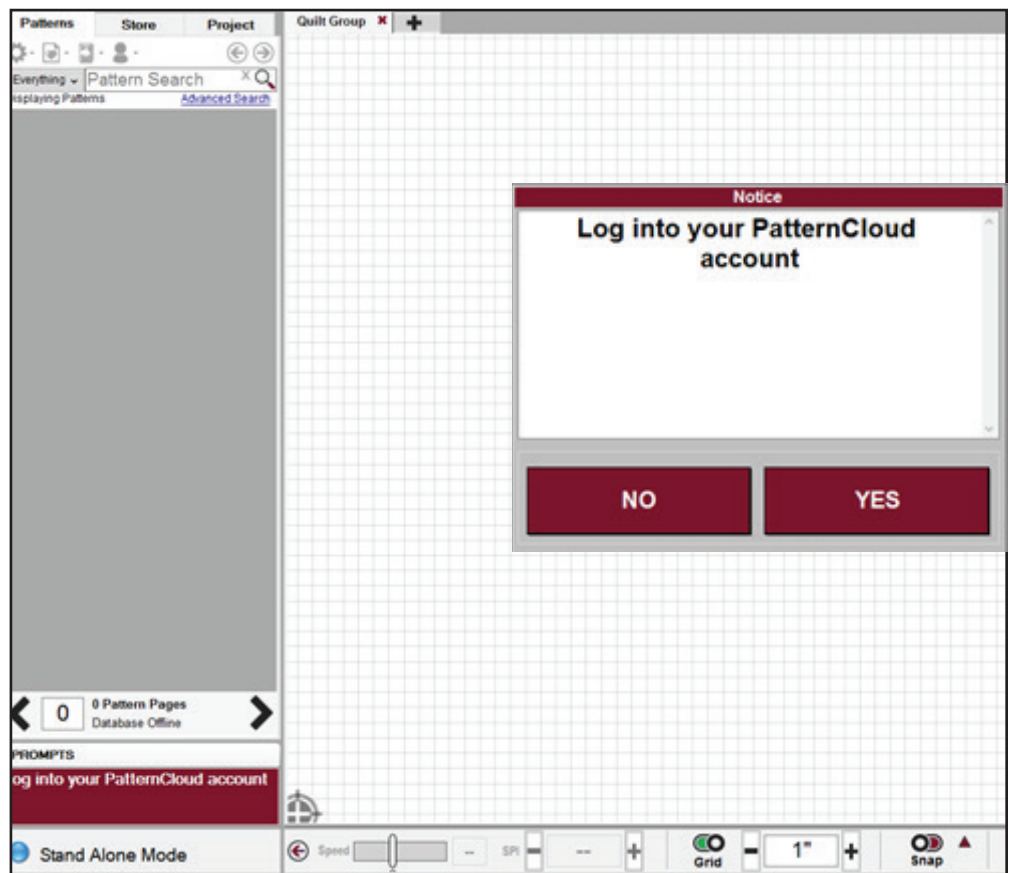 Patterns Store Project
Quilt Group ✖ ✚
Everything Pattern Search X
isplaying Patterns Advanced Search
Notice
Log into your PatternCloud
account
NO YES
0 0 Pattern Pages
Database Offline
PROMPTS
og into your PatternCloud account
Stand Alone Mode
Speed -- SPI - -- + Grid - 1" + Snap